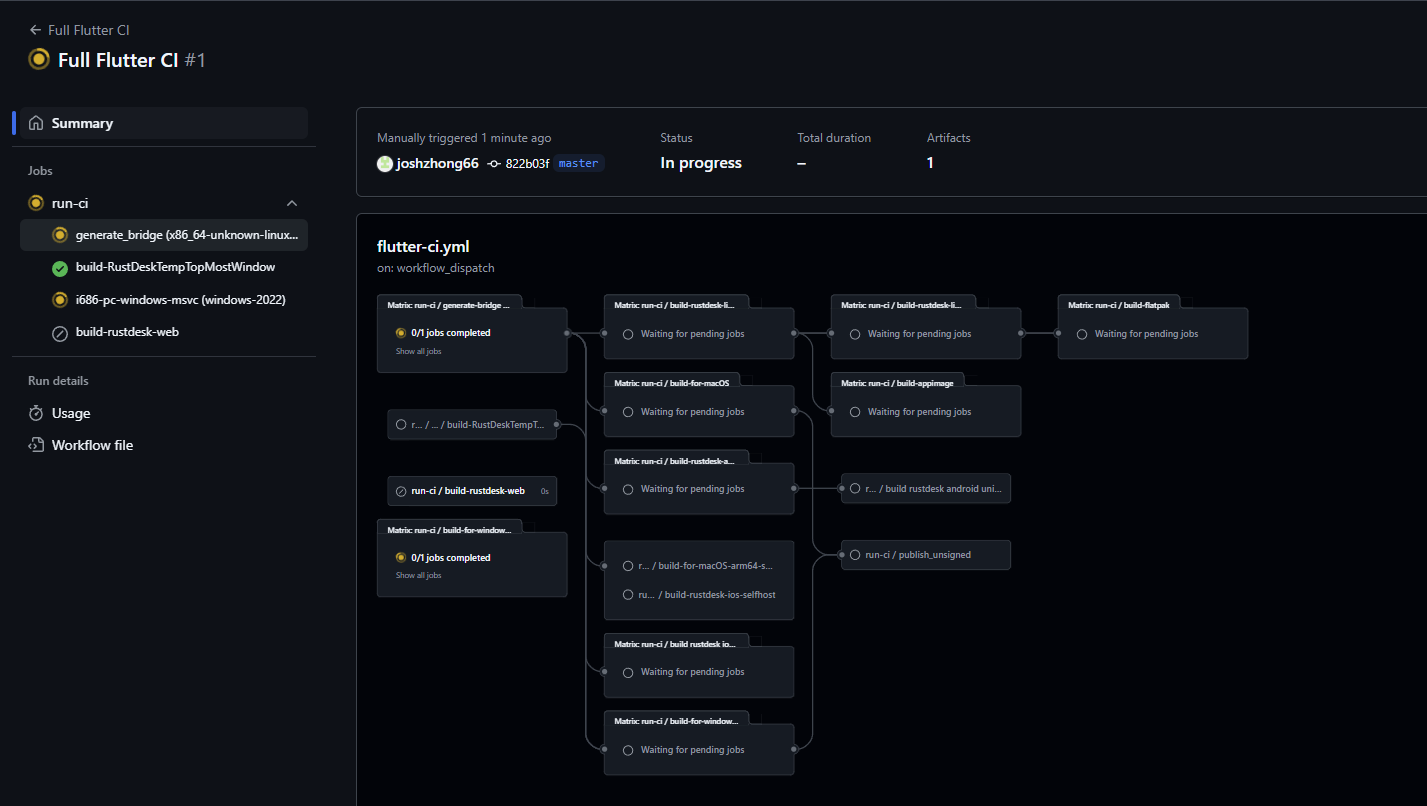 Full Flutter CI
Full Flutter CI #1
Summary
Jobs
run-ci
generate_bridge (x86_64-unknown-linux...
build-RustDeskTempTopMostWindow
i686-pc-windows-msvc (windows-2022)
build-rustdesk-web
Run details
Usage
Workflow file
Manually triggered 1 minute ago
joshzhong66 822b03f master
Status
In progress
Total duration
–
Artifacts
1
flutter-ci.yml
on: workflow_dispatch
Matrix: run-ci / generate-bridge ...
0/1 jobs completed
Show all jobs
r... / ... / build-RustDeskTempT...
run-ci / build-rustdesk-web 0s
Matrix: run-ci / build-for-window...
0/1 jobs completed
Show all jobs
Matrix: run-ci / build-rustdesk-li...
Waiting for pending jobs
Matrix: run-ci / build-for-macOS
Waiting for pending jobs
Matrix: run-ci / build-rustdesk-a...
Waiting for pending jobs
r... / build-for-macOS-arm64-s...
ru... / build-rustdesk-ios-selfhost
Matrix: run-ci / build rustdesk io...
Waiting for pending jobs
Matrix: run-ci / build-for-window...
Waiting for pending jobs
Matrix: run-ci / build-rustdesk-li...
Waiting for pending jobs
Matrix: run-ci / build-appimage
Waiting for pending jobs
r... / build rustdesk android uni...
run-ci / publish_unsigned
Matrix: run-ci / build-flatpak
Waiting for pending jobs